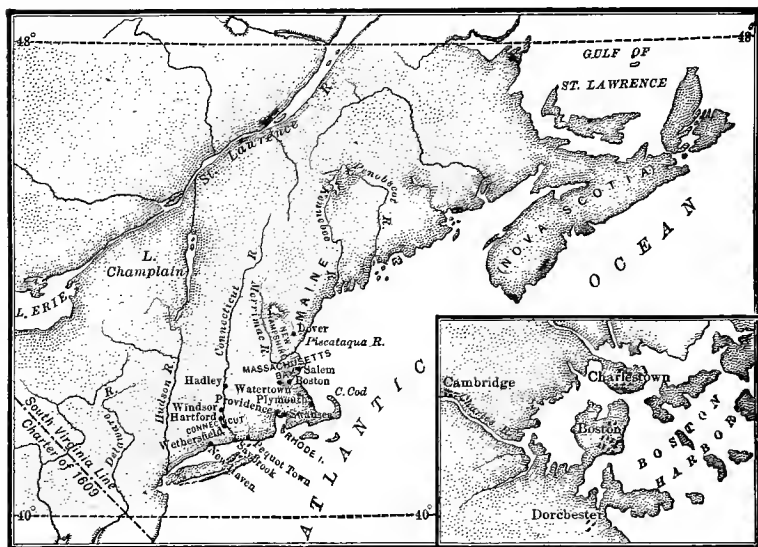 48°
48°
GULF OF
ST. LAWRENCE
St. Lawrence R.
Penobscot R.
Kennebec
(NOVA SCOTIA)
ATLANTIC OCEAN
L. Champlain
L. ERIE
MAINE
Connecticut R.
Merrimac R.
NEW HAMPSHIRE
Dover
Piscataqua R.
MASSACHUSETTS BAY
Salem
Boston
Hadley
Watertown
Plymouth
C. Cod
Hudson R.
Windsor
Hartford
Providence
Swansea
CONNECTICUT
Wethersfield
RHODE I.
Pequot Town
Saybrook
New Haven
Delaware R.
South Virginia Line
Charter of 1609
40°
40°
Cambridge
Charles R.
Charlestown
Boston
BOSTON HARBOR
Dorchester